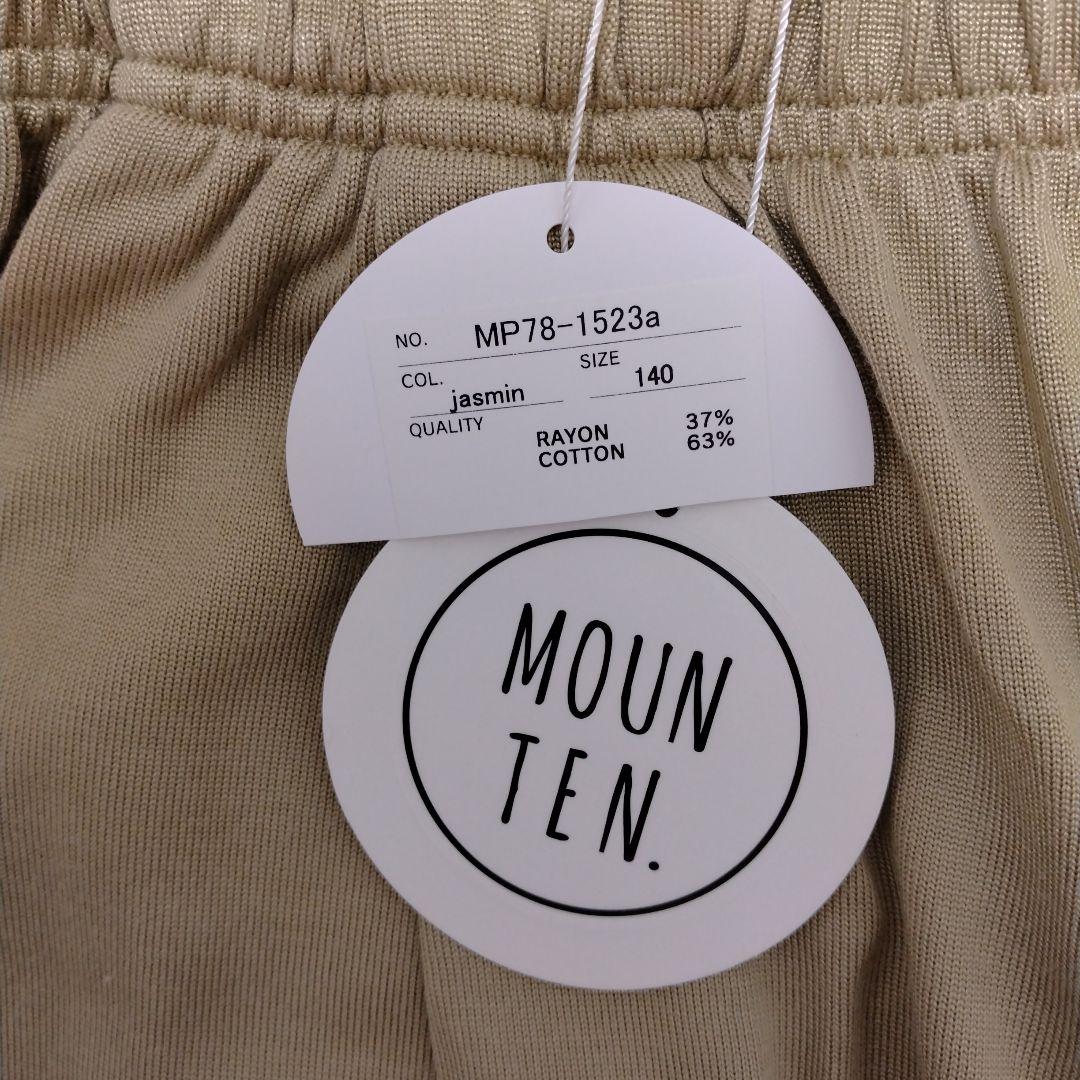 NO. MP78-1523a
COL. jasmin SIZE 140
QUALITY RAYON 37%
COTTON 63%
MOUN
TEN.